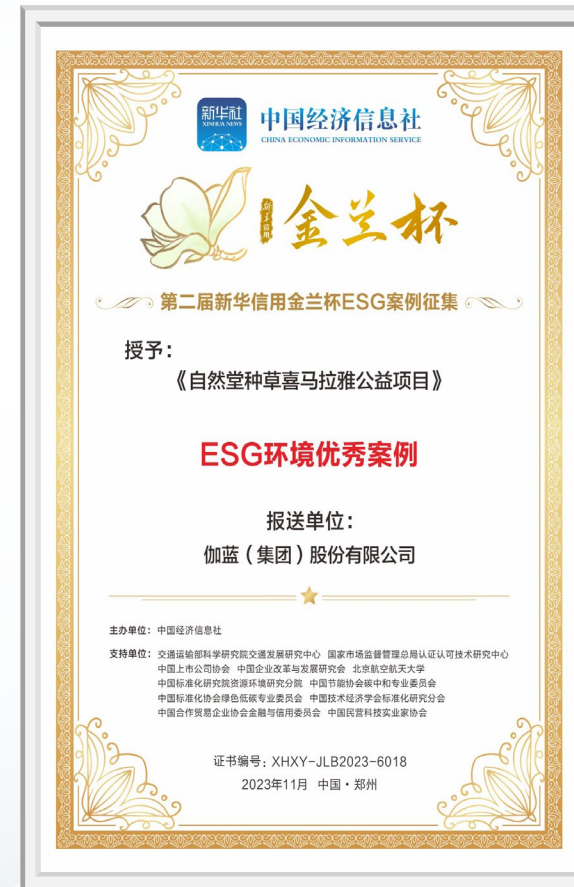 新华社
XINHUA NEWS
中国经济信息社
CHINA ECONOMIC INFORMATION SERVICE
新华信用
金兰杯
第二届新华信用金兰杯ESG案例征集
授予：
《自然堂种草喜马拉雅公益项目》
ESG环境优秀案例
报送单位：
伽蓝（集团）股份有限公司
主办单位：中国经济信息社
支持单位：交通运输部科学研究院交通发展研究中心 国家市场监督管理总局认证认可技术研究中心
中国上市公司协会 中国企业改革与发展研究会 北京航空航天大学
中国标准化研究院资源环境研究分院 中国节能协会碳中和专业委员会
中国标准化协会绿色低碳专业委员会 中国技术经济学会标准化研究分会
中国合作贸易企业协会金融与信用委员会 中国民营科技实业家协会
证书编号：XHXY-JLB2023-6018
2023年11月 中国·郑州